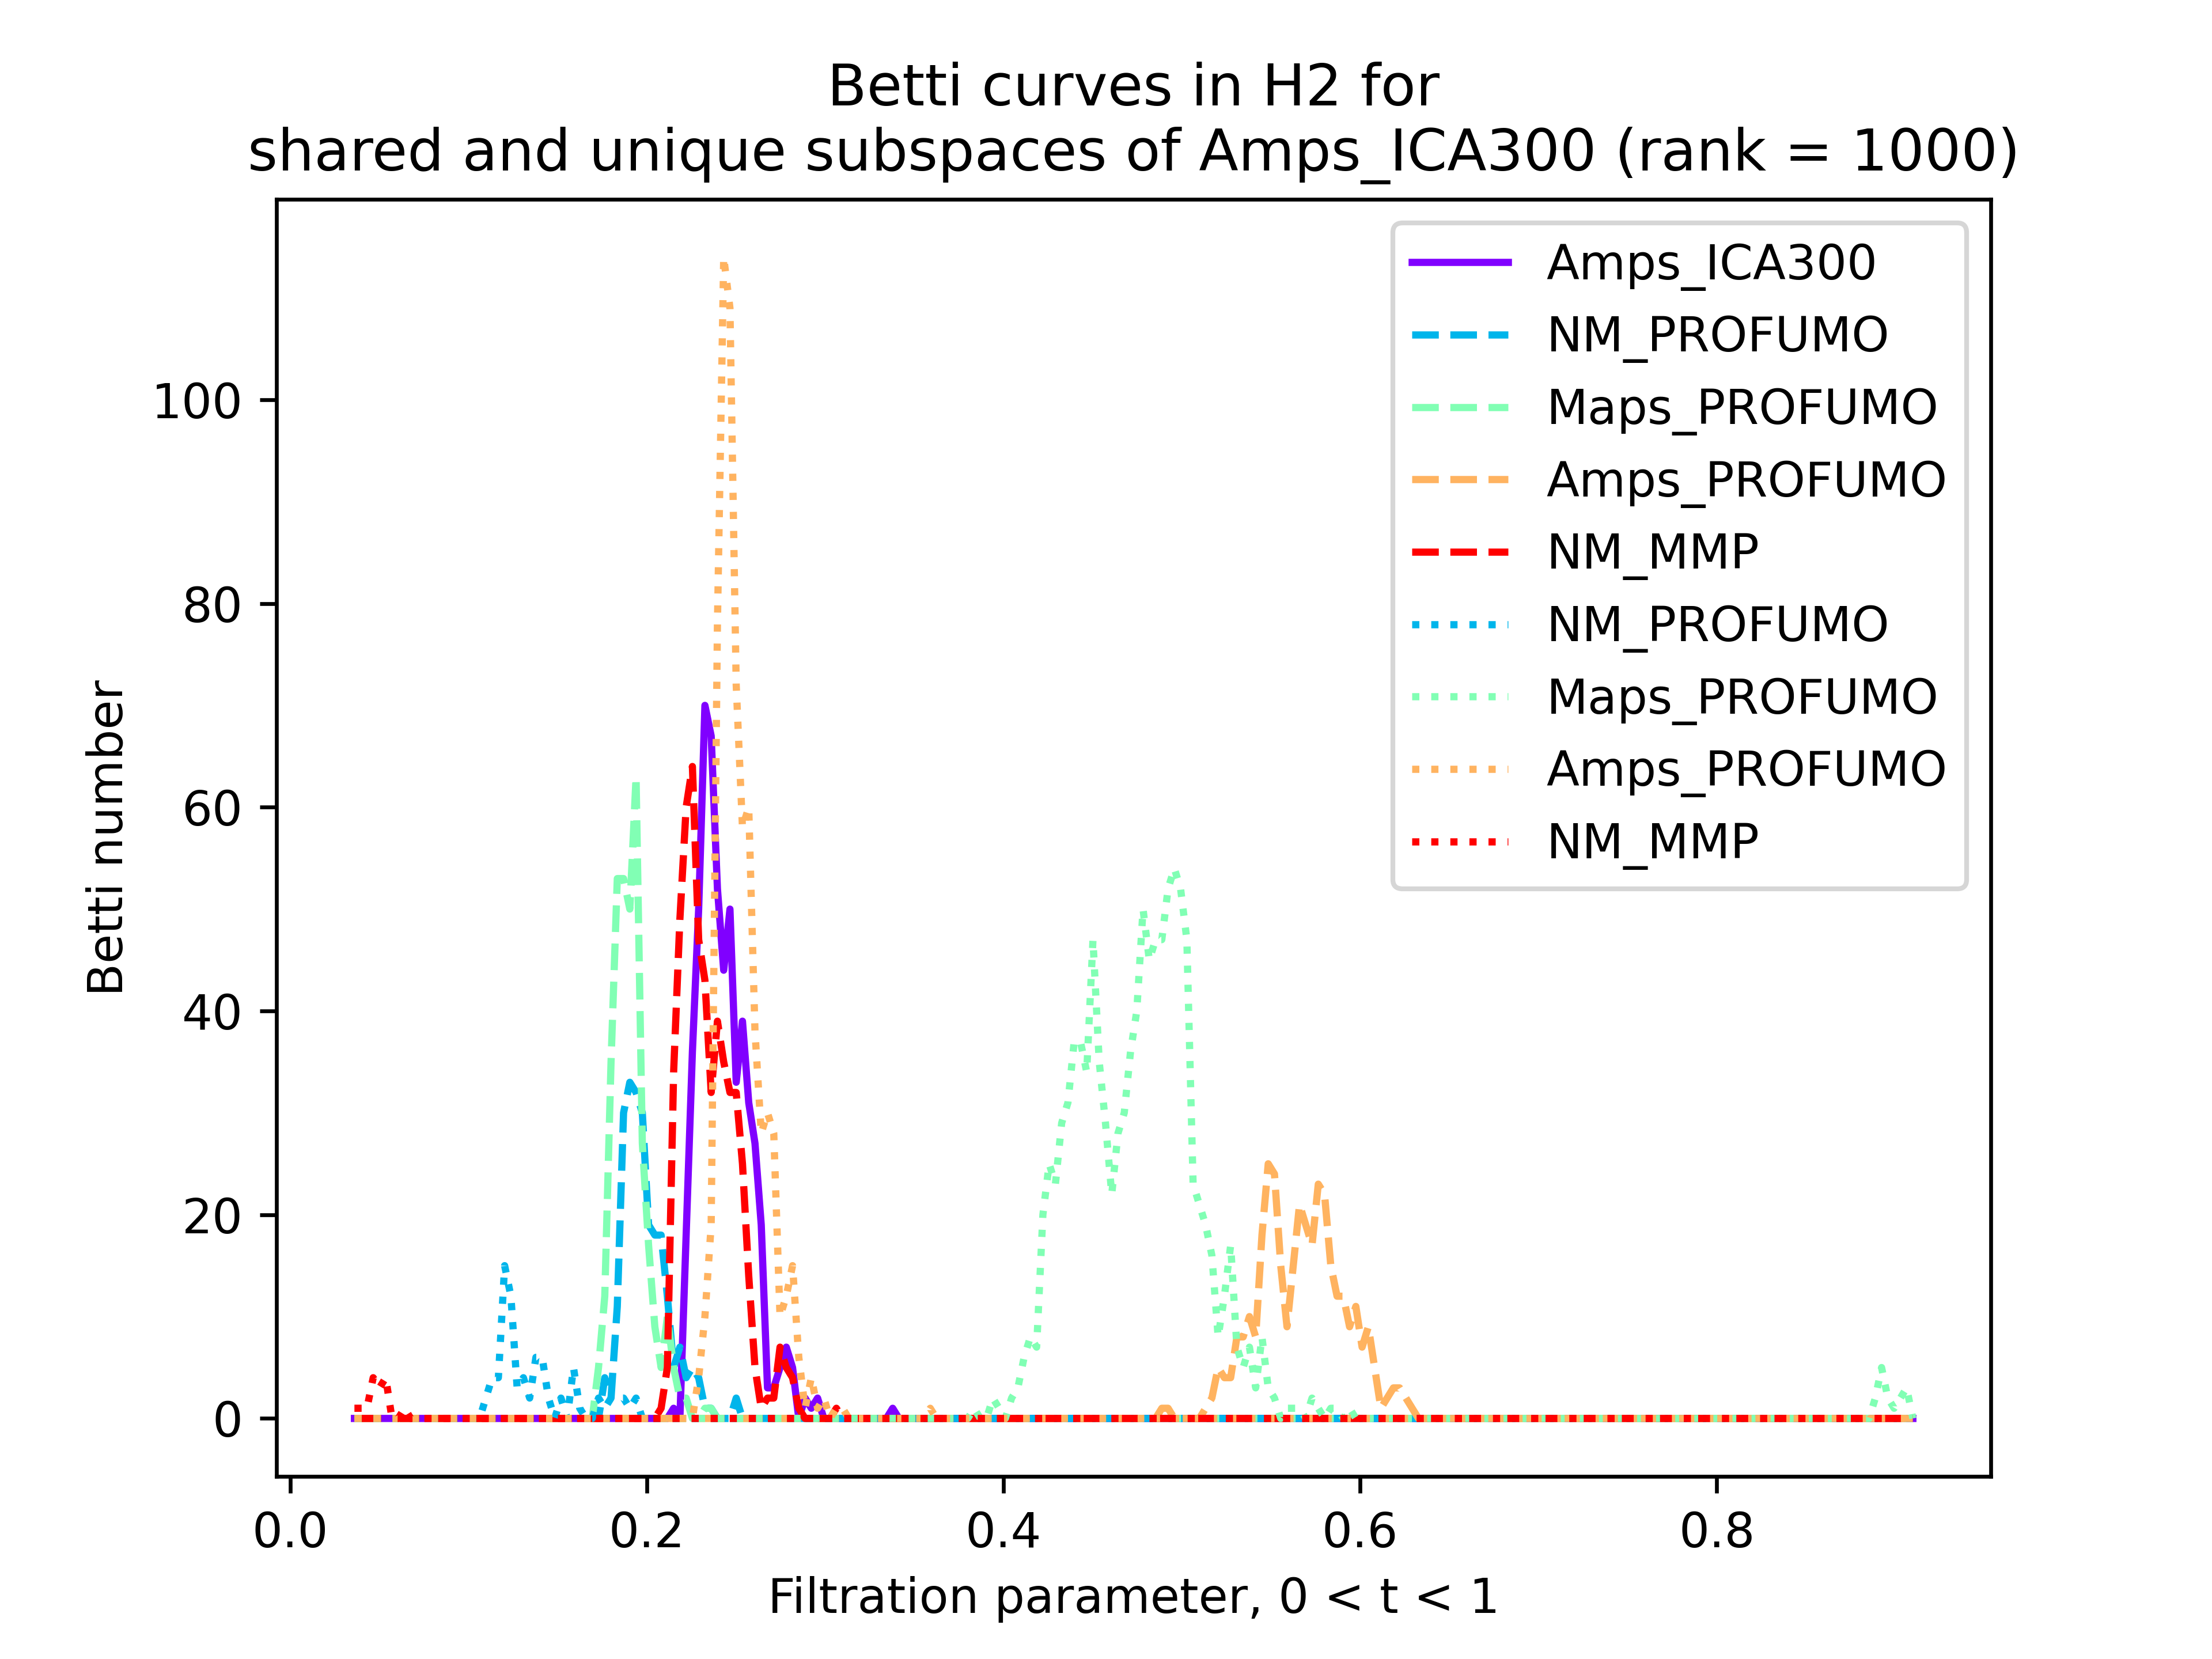 Betti curves in H2 for
shared and unique subspaces of Amps_ICA300 (rank = 1000)
Amps_ICA300
NM_PROFUMO
Maps_PROFUMO
Amps_PROFUMO
NM_MMP
NM_PROFUMO
Maps_PROFUMO
Amps_PROFUMO
NM_MMP
Betti number
100
80
60
40
20
0
0.0 0.2 0.4 0.6 0.8
Filtration parameter, 0 < t < 1